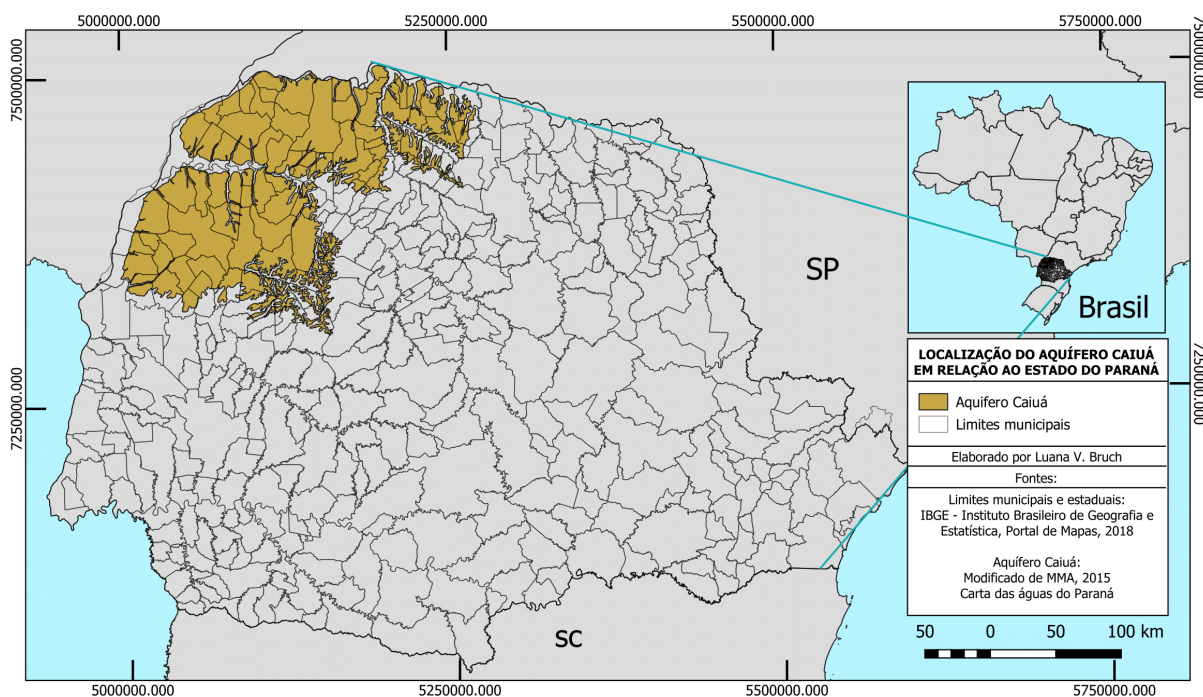 5000000.000
5250000.000
5500000.000
5750000.000
7500000.000
7500000.000
SP
Brasil
LOCALIZAÇÃO DO AQUÍFERO CAIUÁ
EM RELAÇÃO AO ESTADO DO PARANÁ
Aquifero Caiuá
Limites municipais
Elaborado por Luana V. Bruch
Fontes:
Limites municipais e estaduais:
IBGE - Instituto Brasileiro de Geografia e
Estatística, Portal de Mapas, 2018
Aquífero Caiuá:
Modificado de MMA, 2015
Carta das águas do Paraná
7250000.000
7250000.000
SC
50 0 50 100 km
5000000.000
5250000.000
5500000.000
5750000.000